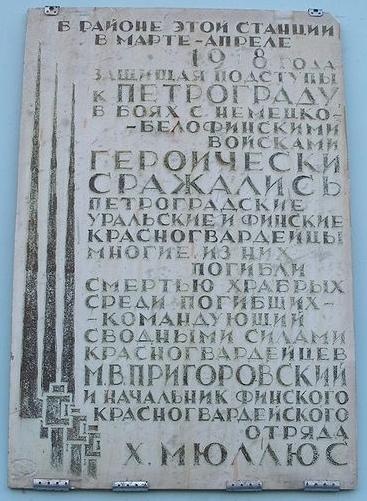 В РАЙОНЕ ЭТОЙ СТАНЦИИ
В МАРТЕ-АПРЕЛЕ
1918 ГОДА
ЗАЩИЩАЯ ПОДСТУПЫ
К ПЕТРОГРАДУ
В БОЯХ С НЕМЕЦКО-
-БЕЛОФИНСКИМИ
ВОЙСКАМИ
ГЕРОИЧЕСКИ
СРАЖАЛИСЬ
ПЕТРОГРАДСКИЕ
УРАЛЬСКИЕ И ФИНСКИЕ
КРАСНОГВАРДЕЙЦЫ
МНОГИЕ ИЗ НИХ
ПОГИБЛИ
СМЕРТЬЮ ХРАБРЫХ
СРЕДИ ПОГИБЩИХ-
-КОМАНДУЮЩИЙ
СВОДНЫМИ СИЛАМИ
КРАСНОГВАРДЕЙЦЕВ
М.В.ПРИГОРОВСКИЙ
И НАЧАЛЬНИК ФИНСКОГО
КРАСНОГВАРДЕЙСКОГО
ОТРЯДА
Х. МЮЛЛЮС